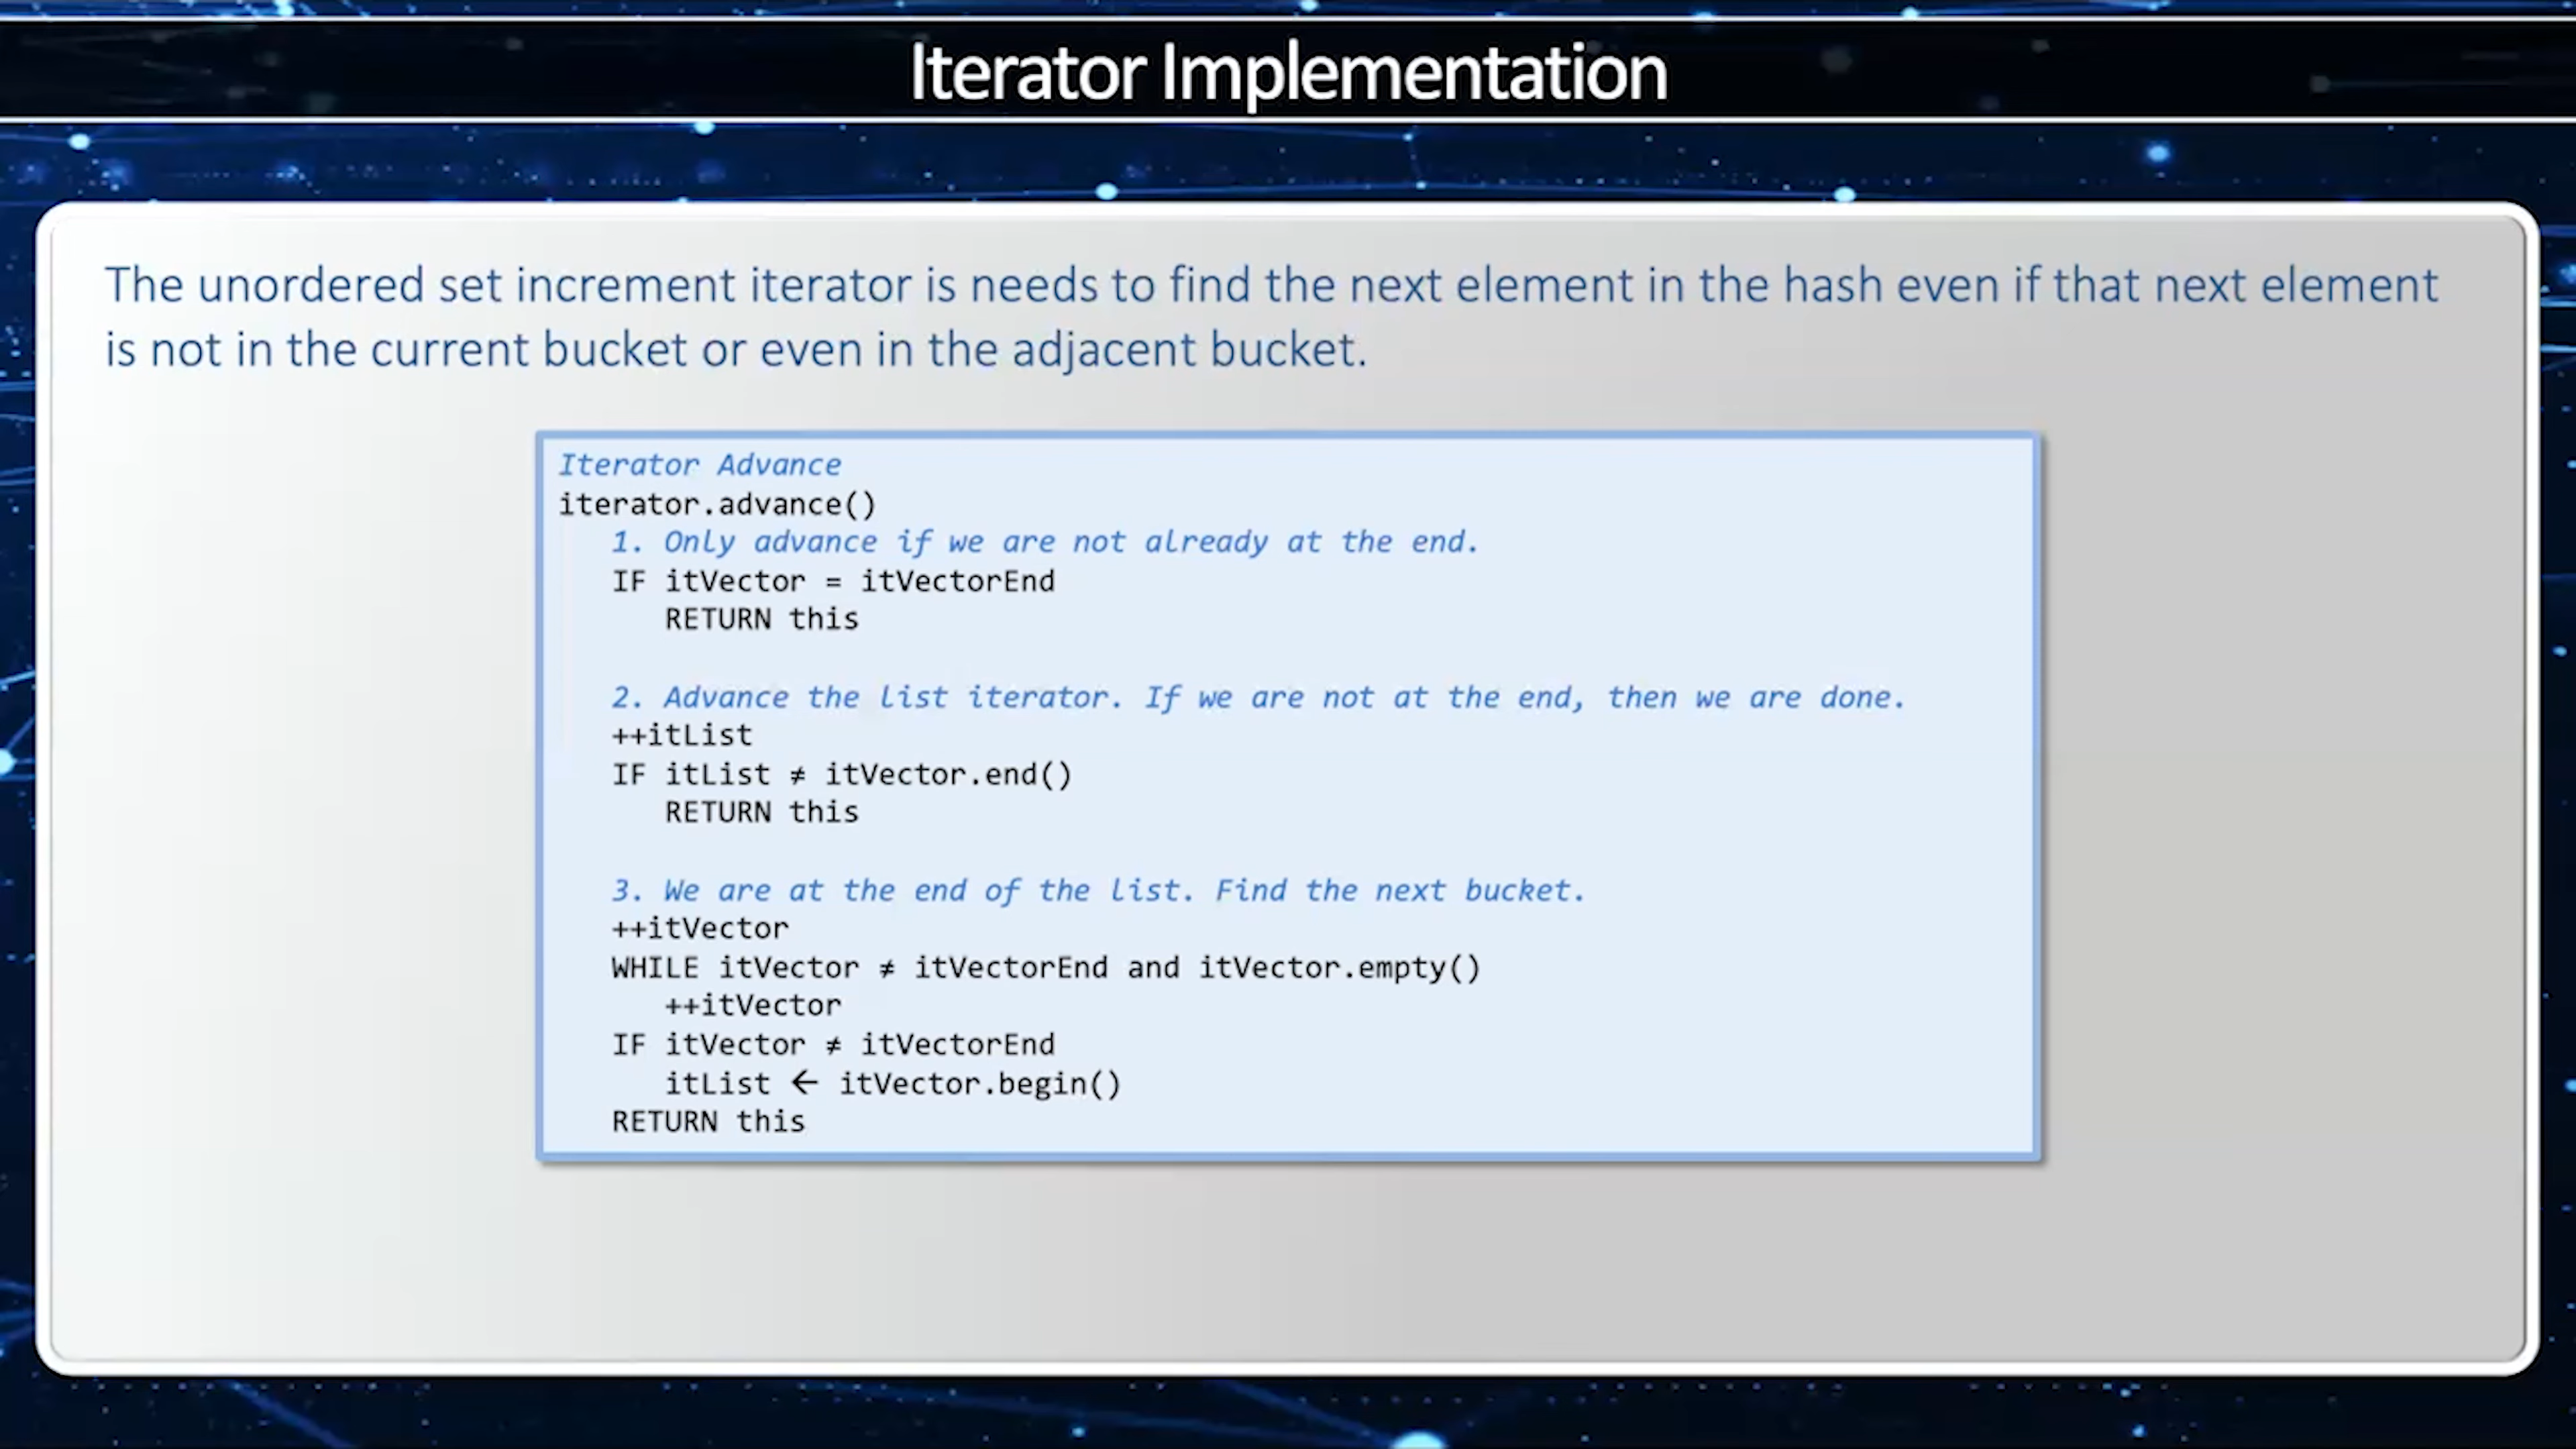 Iterator Implementation
The unordered set increment iterator is needs to find the next element in the hash even if that next element
is not in the current bucket or even in the adjacent bucket.
Iterator Advance
iterator.advance()
1. Only advance if we are not already at the end.
IF itVector = itVectorEnd
RETURN this
2. Advance the list iterator. If we are not at the end, then we are done.
++itList
IF itList ≠ itVector.end()
RETURN this
3. We are at the end of the list. Find the next bucket.
++itVector
WHILE itVector ≠ itVectorEnd and itVector.empty()
++itVector
IF itVector ≠ itVectorEnd
itList ← itVector.begin()
RETURN this